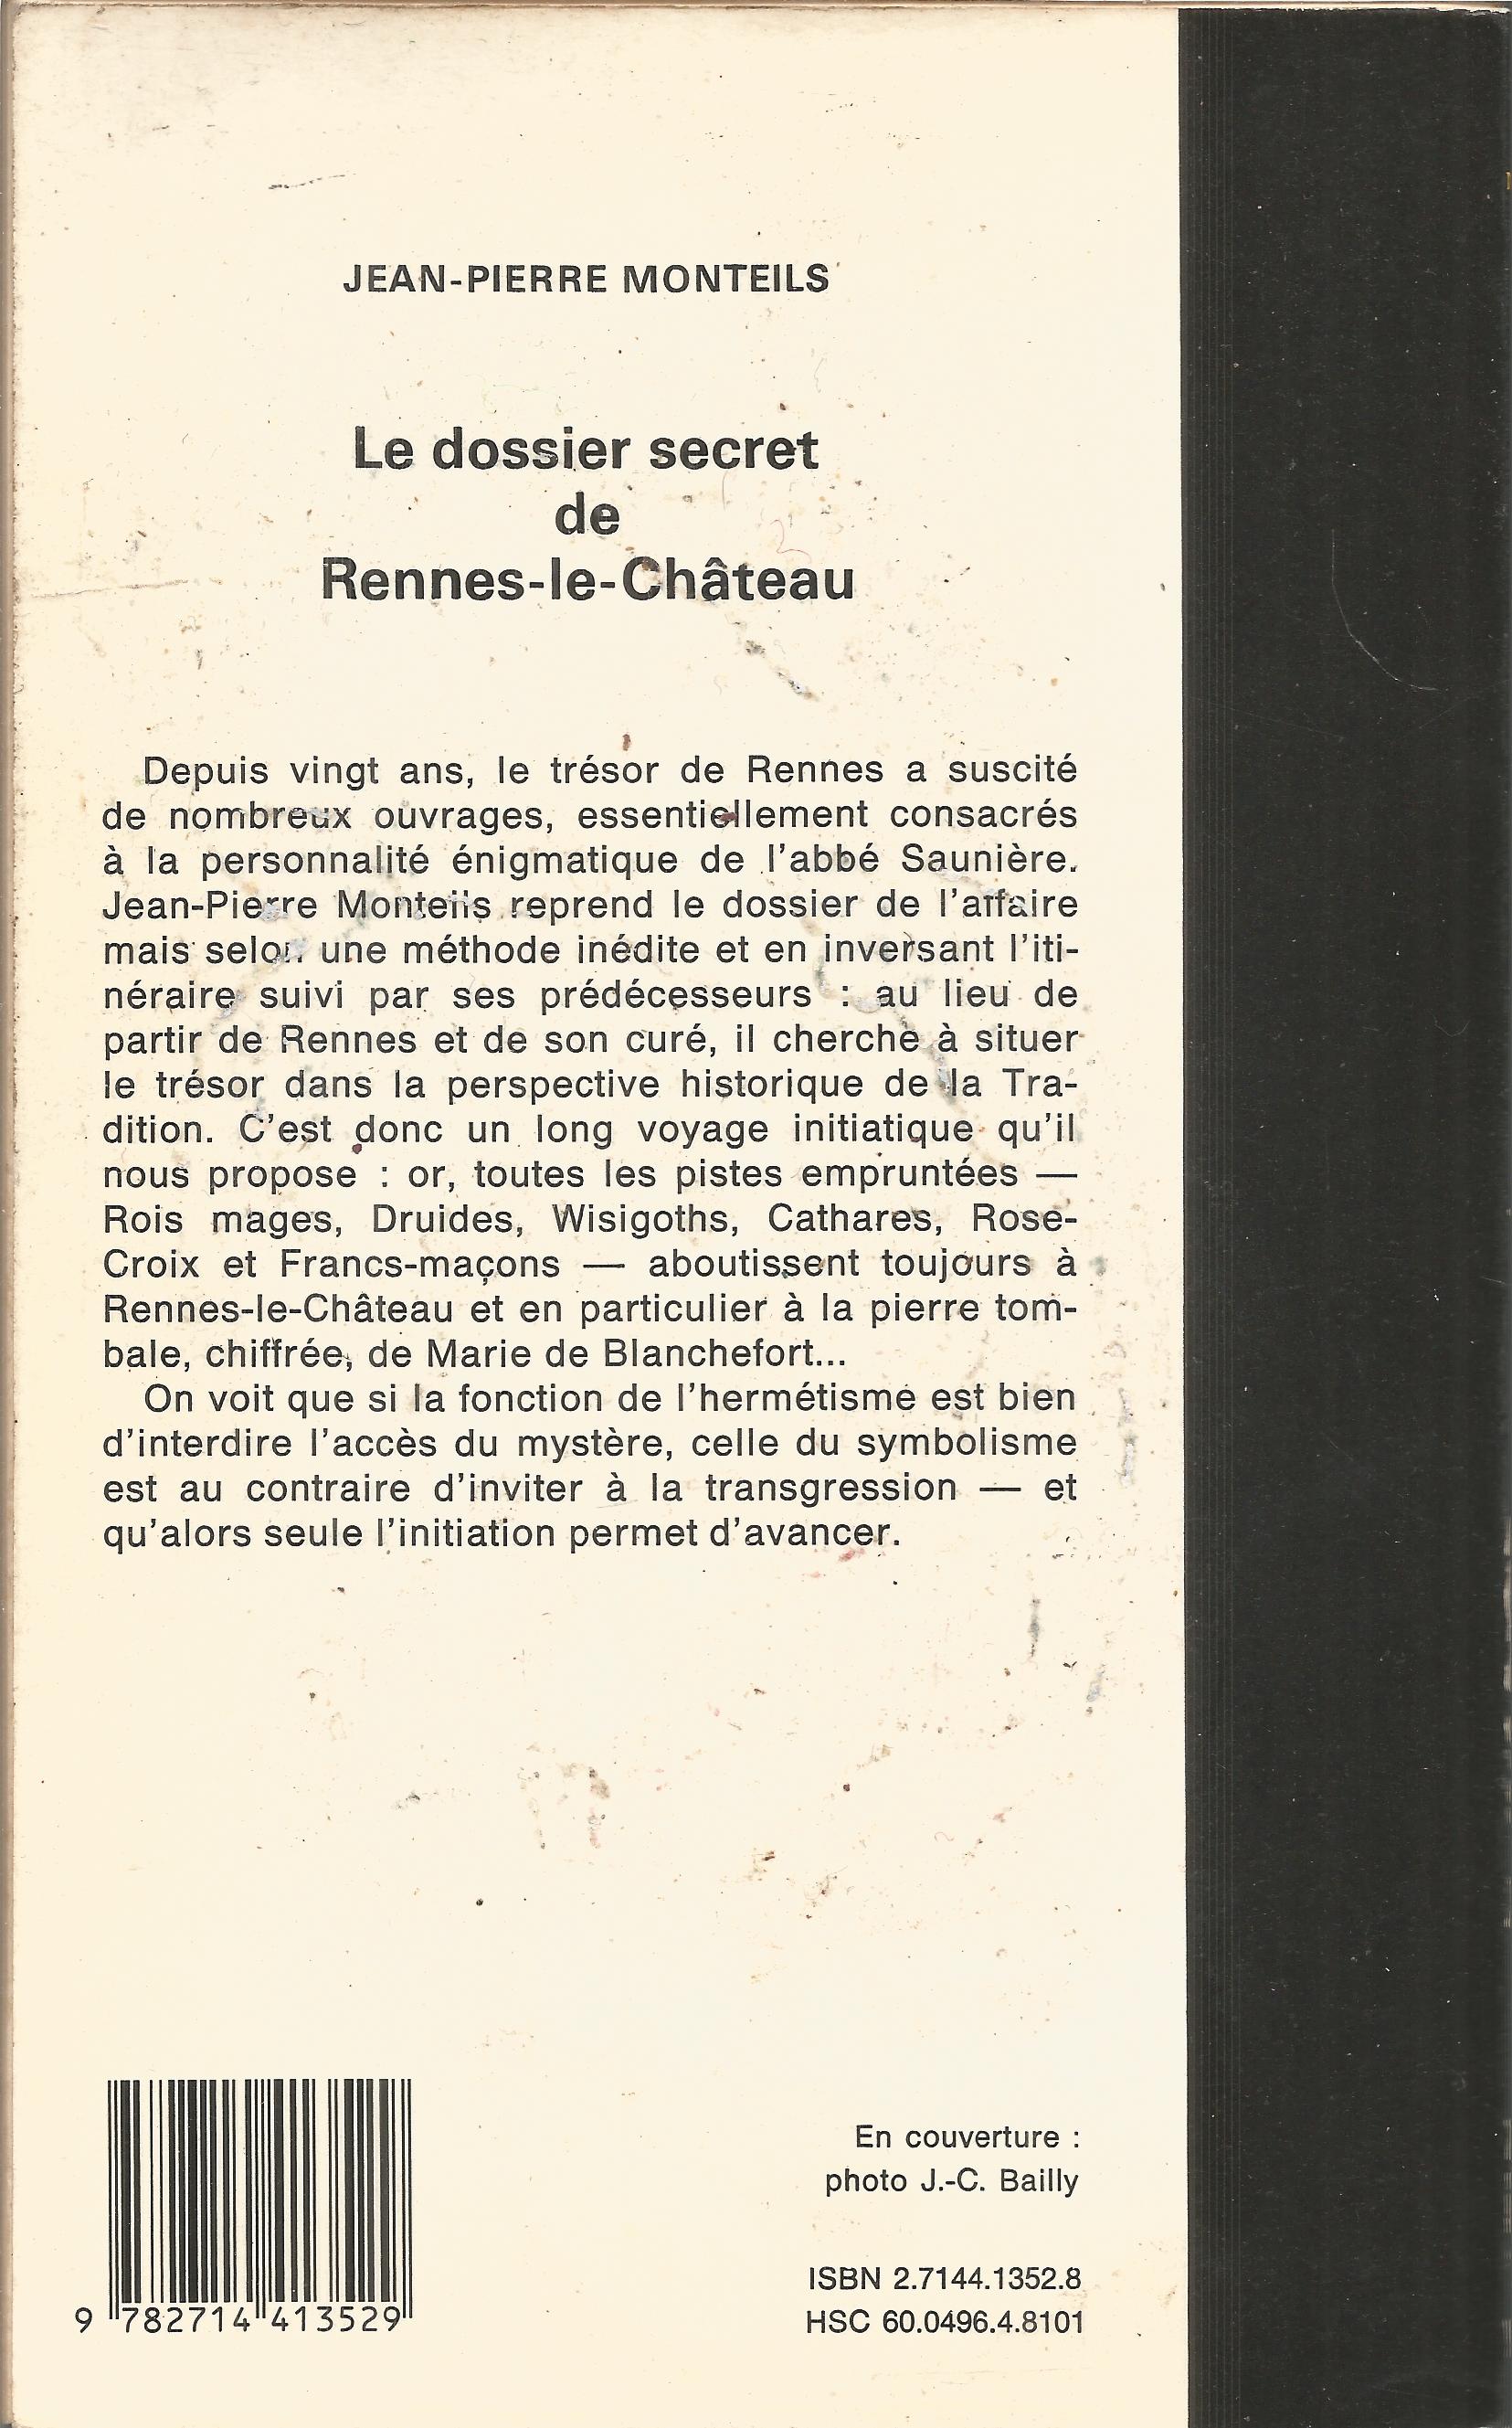 JEAN-PIERRE MONTEILS
Le dossier secret
de
Rennes-le-Château
Depuis vingt ans, le trésor de Rennes a suscité
de nombreux ouvrages, essentiellement consacrés
à la personnalité énigmatique de l'abbé Saunière.
Jean-Pierre Monteils reprend le dossier de l'affaire
mais selon une méthode inédite et en inversant l'iti-
néraire suivi par ses prédécesseurs : au lieu de
partir de Rennes et de son curé, il cherche à situer
le trésor dans la perspective historique de la Tra-
dition. C'est donc un long voyage initiatique qu'il
nous propose : or, toutes les pistes empruntées —
Rois mages, Druides, Wisigoths, Cathares, Rose-
Croix et Francs-maçons — aboutissent toujours à
Rennes-le-Château et en particulier à la pierre tom-
bale, chiffrée, de Marie de Blanchefort...
On voit que si la fonction de l'hermétisme est bien
d'interdire l'accès du mystère, celle du symbolisme
est au contraire d'inviter à la transgression — et
qu'alors seule l'initiation permet d'avancer.
En couverture :
photo J.-C. Bailly
ISBN 2.7144.1352.8
HSC 60.0496.4.8101
9 782714 413529